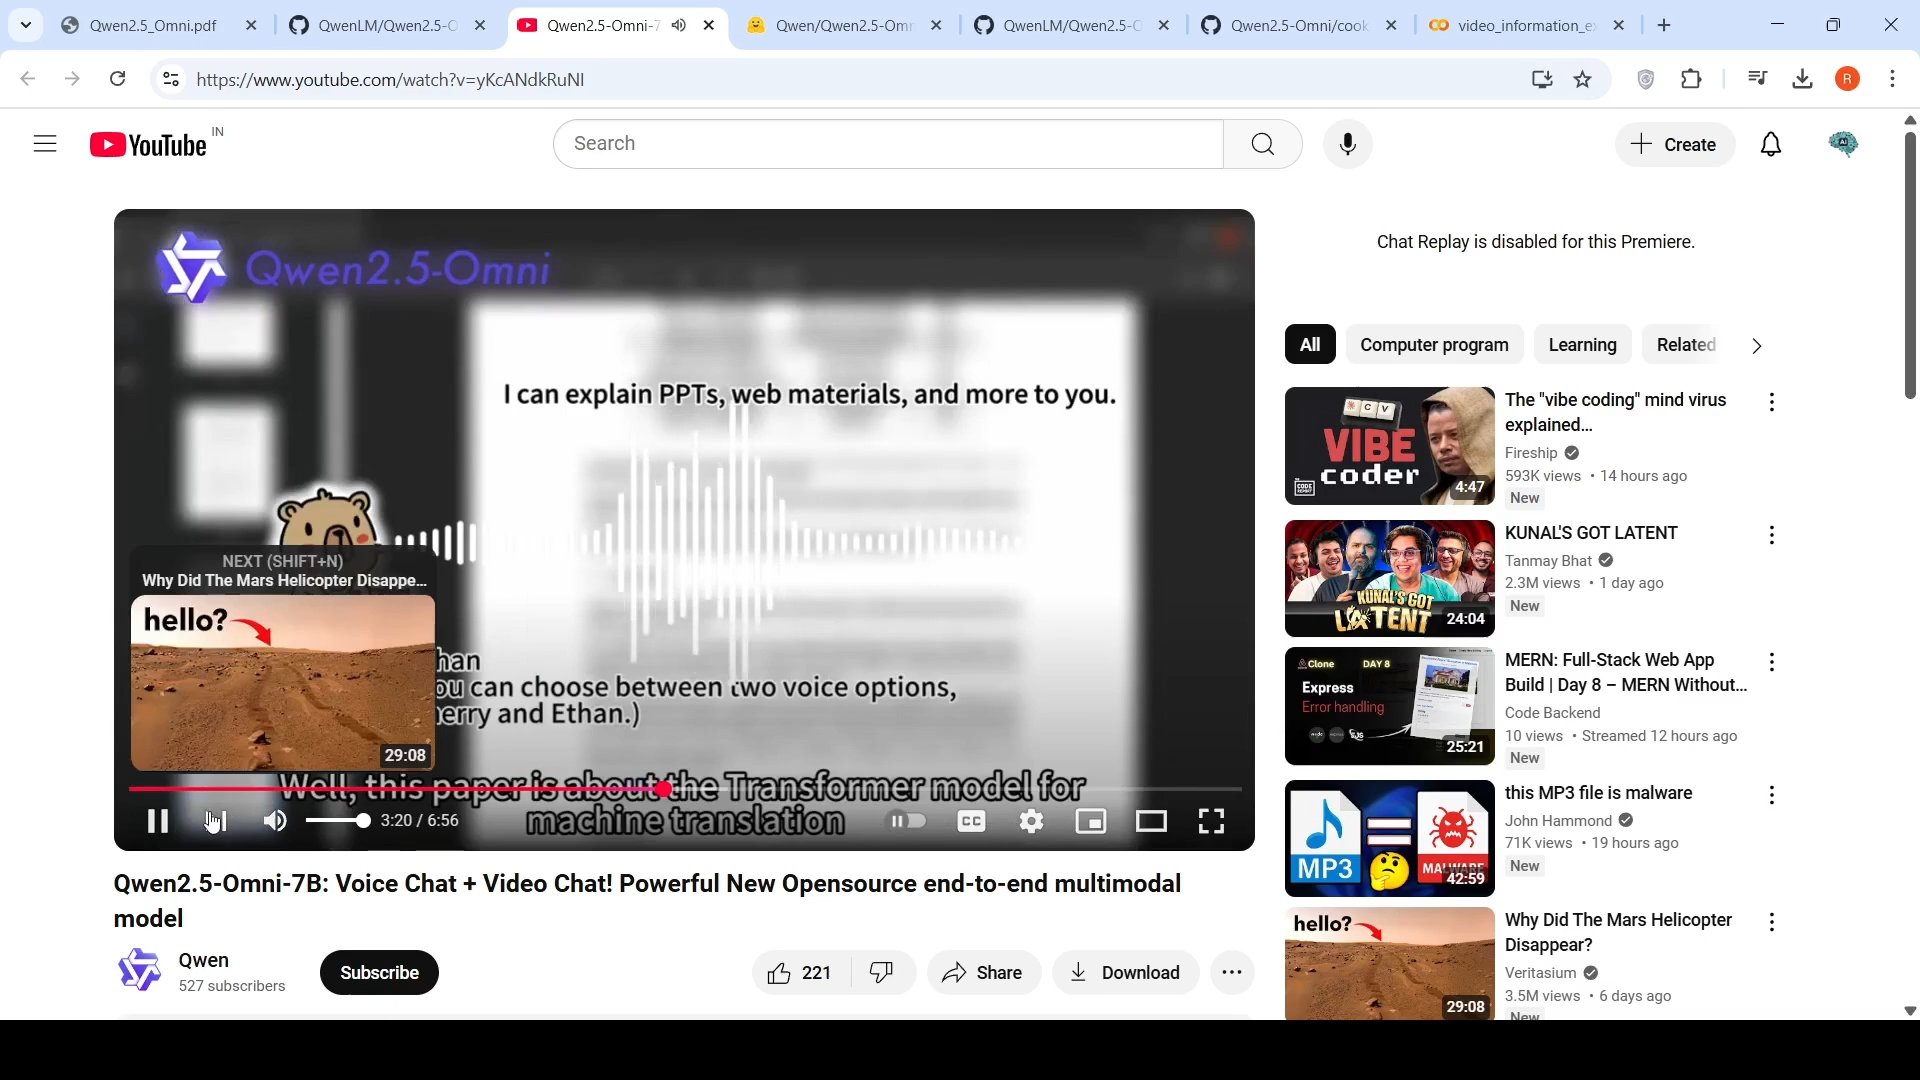 Qwen2.5_Omni.pdf
QwenLM/Qwen2.5-O
Qwen2.5-Omni-7
Qwen/Qwen2.5-Omn
QwenLM/Qwen2.5-O
Qwen2.5-Omni/cook
video_information_ex
https://www.youtube.com/watch?v=yKcANdkRuNI
R
YouTube IN
Search
Create
AI
Qwen2.5-Omni
I can explain PPTs, web materials, and more to you.
NEXT (SHIFT+N)
Why Did The Mars Helicopter Disappe...
hello?
29:08
han
ou can choose between two voice options,
erry and Ethan.)
Well, this paper is about the Transformer model for
machine translation
3:20 / 6:56
CC
Qwen2.5-Omni-7B: Voice Chat + Video Chat! Powerful New Opensource end-to-end multimodal
model
Qwen
527 subscribers
Subscribe
221
Share
Download
Chat Replay is disabled for this Premiere.
All
Computer program
Learning
Related
VIBE
coder
4:47
The "vibe coding" mind virus
explained...
Fireship
593K views • 14 hours ago
New
KUNAL'S GOT
LATENT
24:04
KUNAL'S GOT LATENT
Tanmay Bhat
2.3M views • 1 day ago
New
Clone
DAY 8
Express
Error handling
25:21
MERN: Full-Stack Web App
Build | Day 8 – MERN Without...
Code Backend
10 views • Streamed 12 hours ago
New
MP3
MALWARE
42:59
this MP3 file is malware
John Hammond
71K views • 19 hours ago
New
hello?
29:08
Why Did The Mars Helicopter
Disappear?
Veritasium
3.5M views • 6 days ago
New